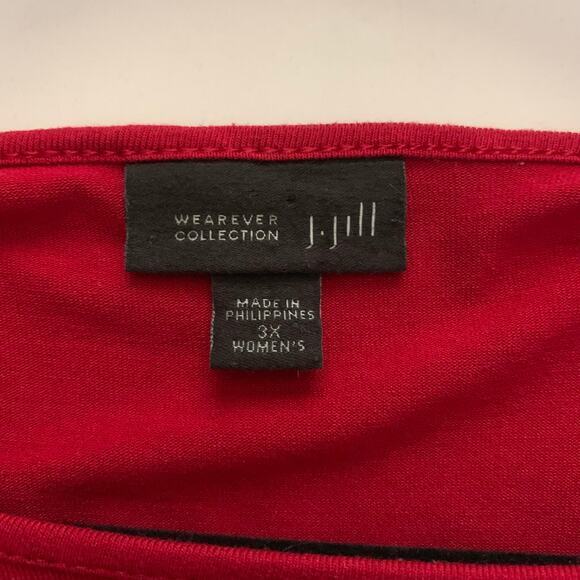 WEAREVER
COLLECTION
J.Jill
MADE IN
PHILIPPINES
3X
WOMEN'S